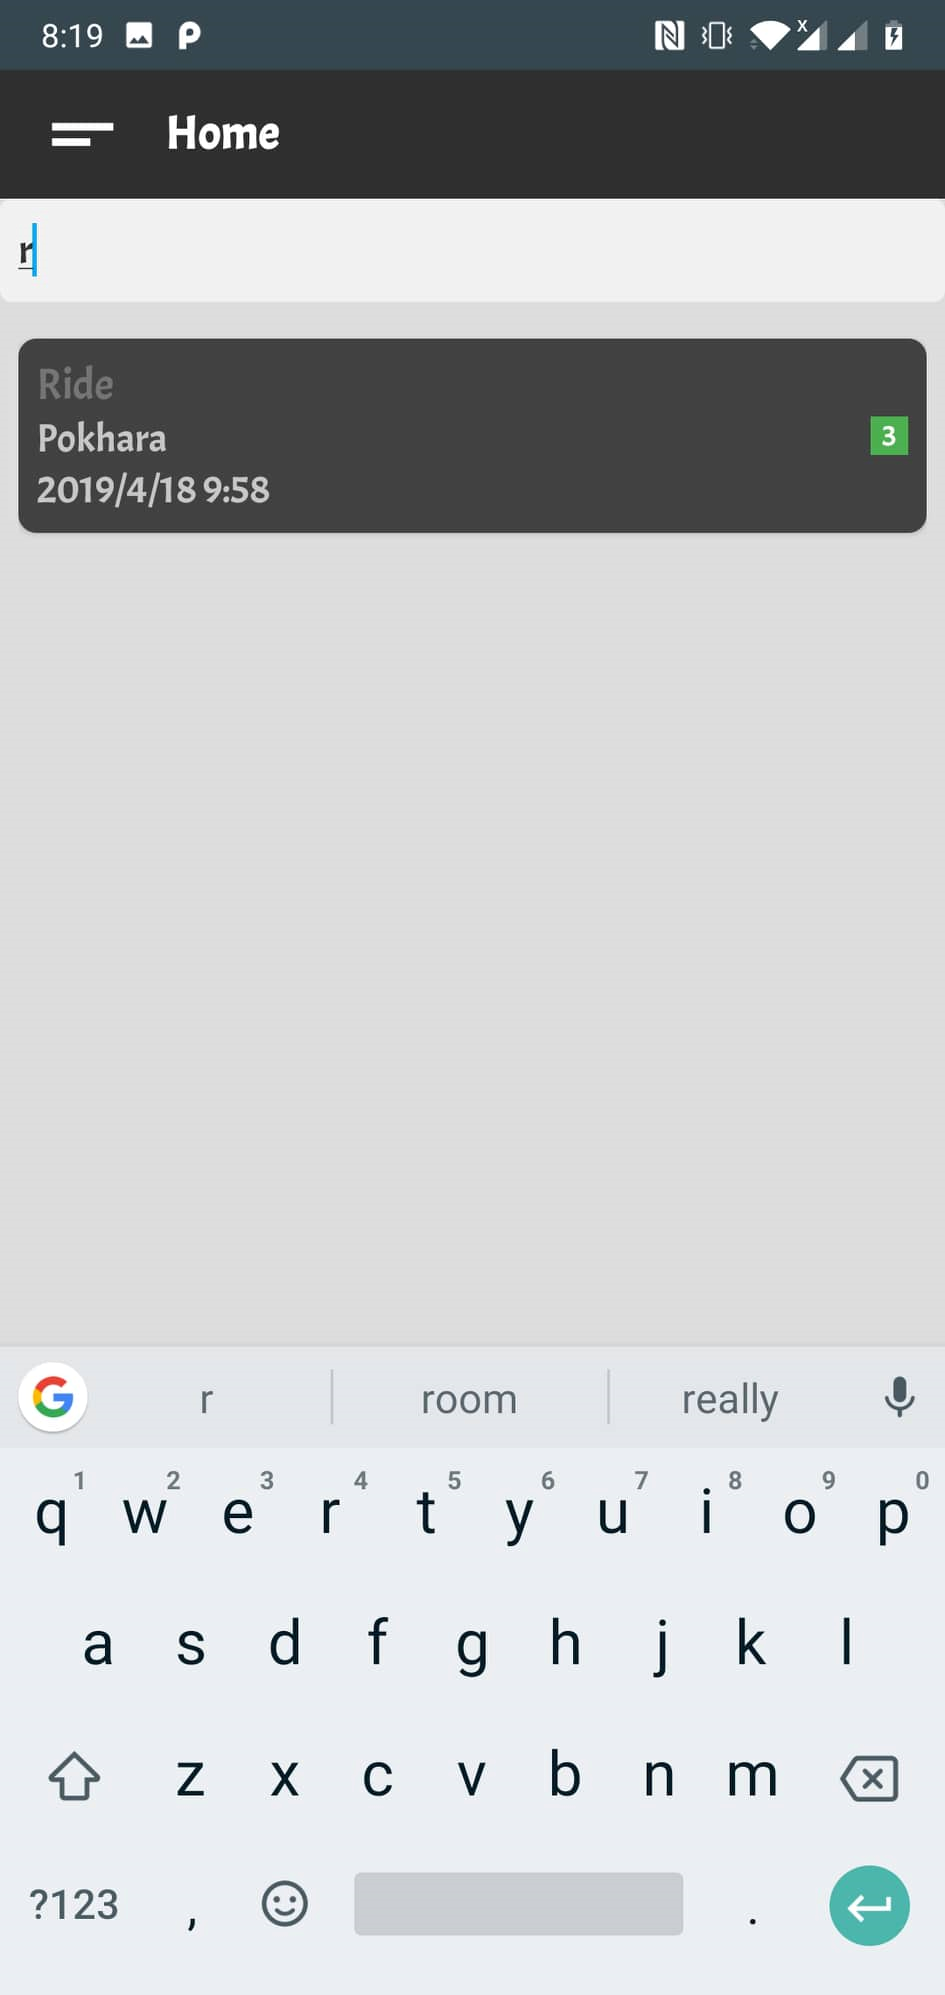 8:19
Home
r
Ride
Pokhara
3
2019/4/18 9:58
r room really
1 2 3 4 5 6 7 8 9 0
q w e r t y u i o p
a s d f g h j k l
z x c v b n m
?123 , .